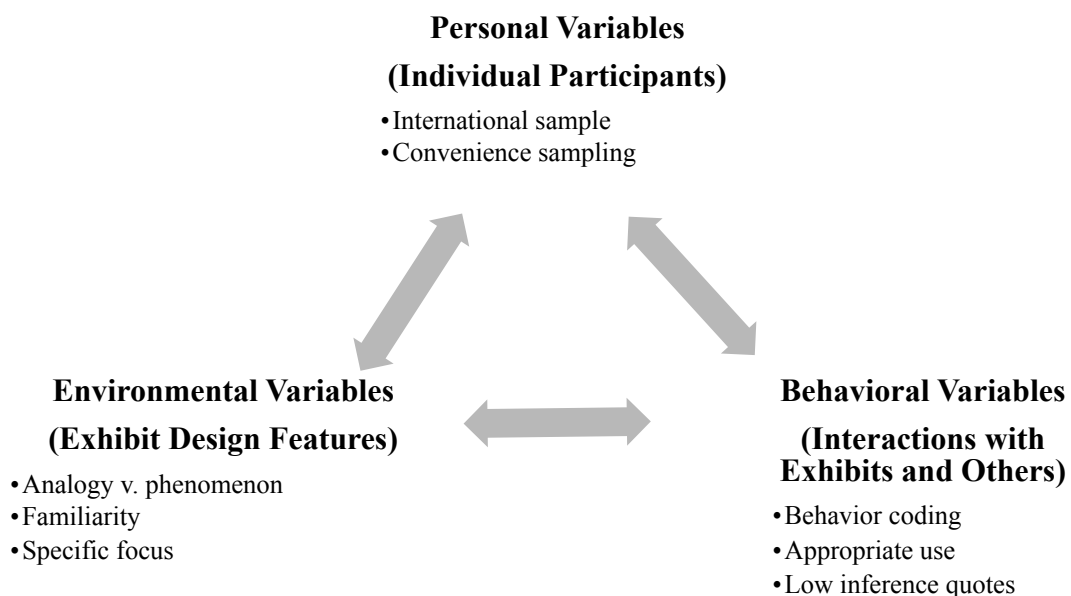 Personal Variables
(Individual Participants)
•International sample
•Convenience sampling
Environmental Variables
(Exhibit Design Features)
•Analogy v. phenomenon
•Familiarity
•Specific focus
Behavioral Variables
(Interactions with
Exhibits and Others)
•Behavior coding
•Appropriate use
•Low inference quotes